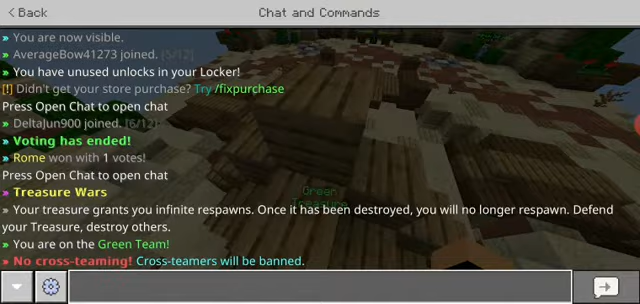 < Back
Chat and Commands
» You are now visible.
» AverageBow41273 joined. [5/12]
» You have unused unlocks in your Locker!
[!] Didn't get your store purchase? Try /fixpurchase
Press Open Chat to open chat
» DeltaJun900 joined. [6/12]
» Voting has ended!
» Rome won with 1 votes!
Press Open Chat to open chat
» Treasure Wars
» Your treasure grants you infinite respawns. Once it has been destroyed, you will no longer respawn. Defend
your Treasure, destroy others.
» You are on the Green Team!
» No cross-teaming! Cross-teamers will be banned.
Green
Treasure